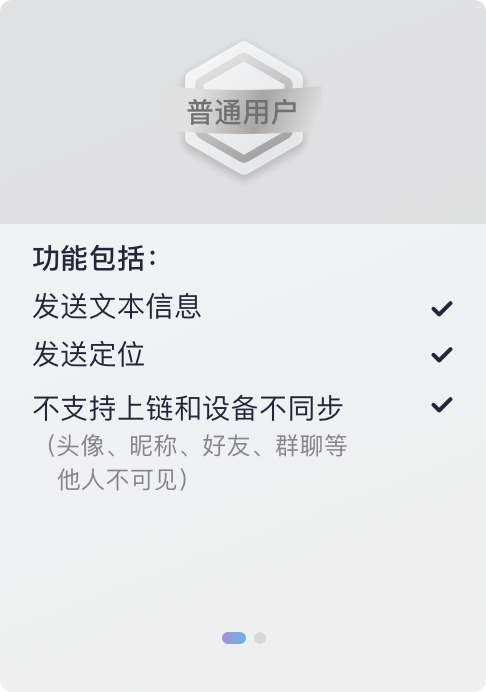 普通用户
功能包括：
发送文本信息
发送定位
不支持上链和设备不同步
（头像、昵称、好友、群聊等
他人不可见）